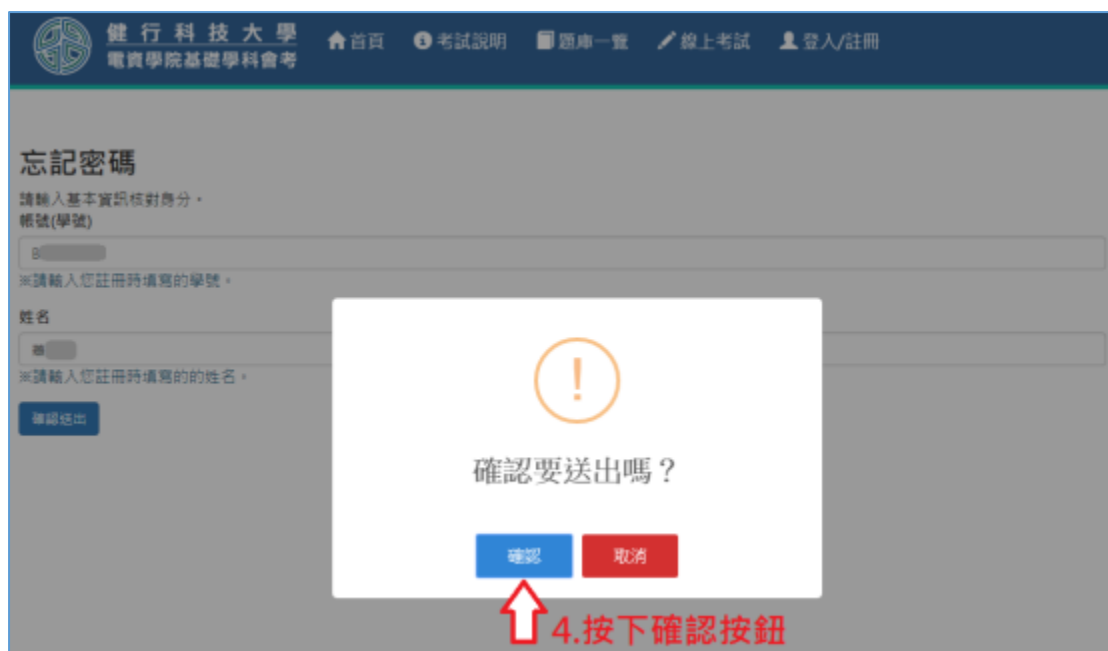 健行科技大學
電資學院基礎學科會考
首頁
考試說明
題庫一覽
線上考試
登入/註冊
忘記密碼
請輸入基本資訊核對身分。
帳號(學號)
B
※請輸入您註冊時填寫的學號。
姓名
※請輸入您註冊時填寫的的姓名。
確認送出
確認要送出嗎？
確認
取消
4.按下確認按鈕